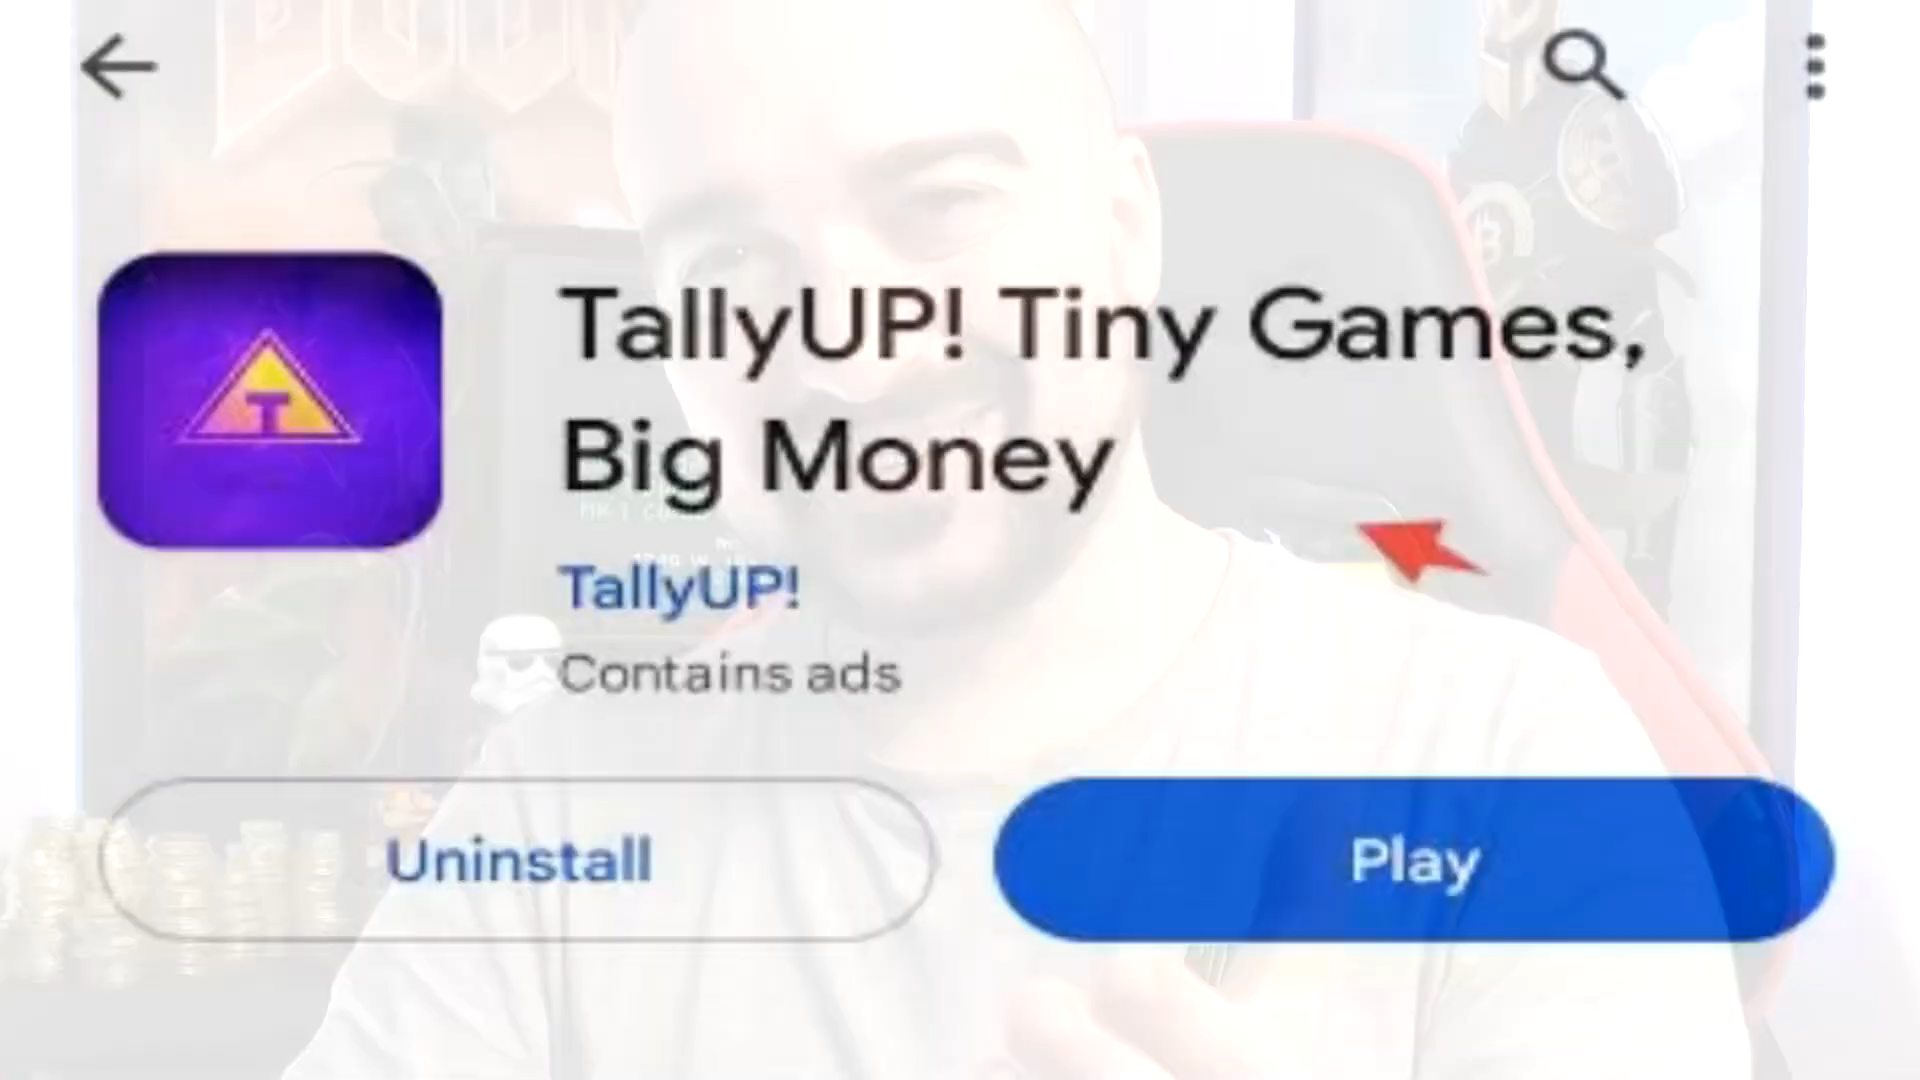 TallyUP! Tiny Games,
Big Money
TallyUP!
Contains ads
Uninstall
Play
T